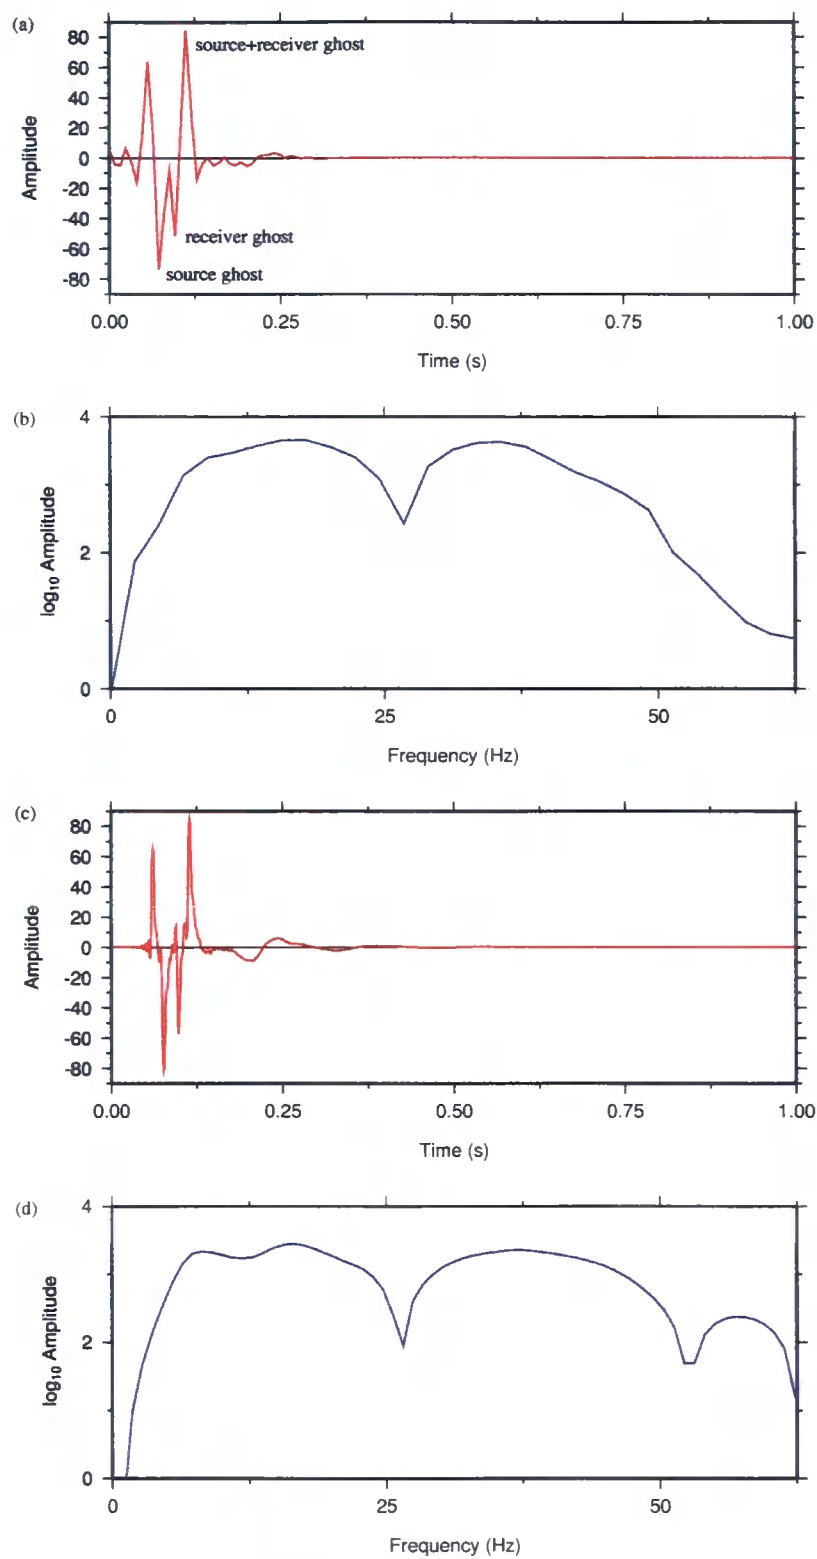 (a)
80
60
40
20
0
-20
-40
-60
-80
Amplitude
source+receiver ghost
receiver ghost
source ghost
0.00 0.25 0.50 0.75 1.00
Time (s)
(b)
4
2
0
log10 Amplitude
0 25 50
Frequency (Hz)
(c)
80
60
40
20
0
-20
-40
-60
-80
Amplitude
0.00 0.25 0.50 0.75 1.00
Time (s)
(d)
4
2
0
log10 Amplitude
0 25 50
Frequency (Hz)